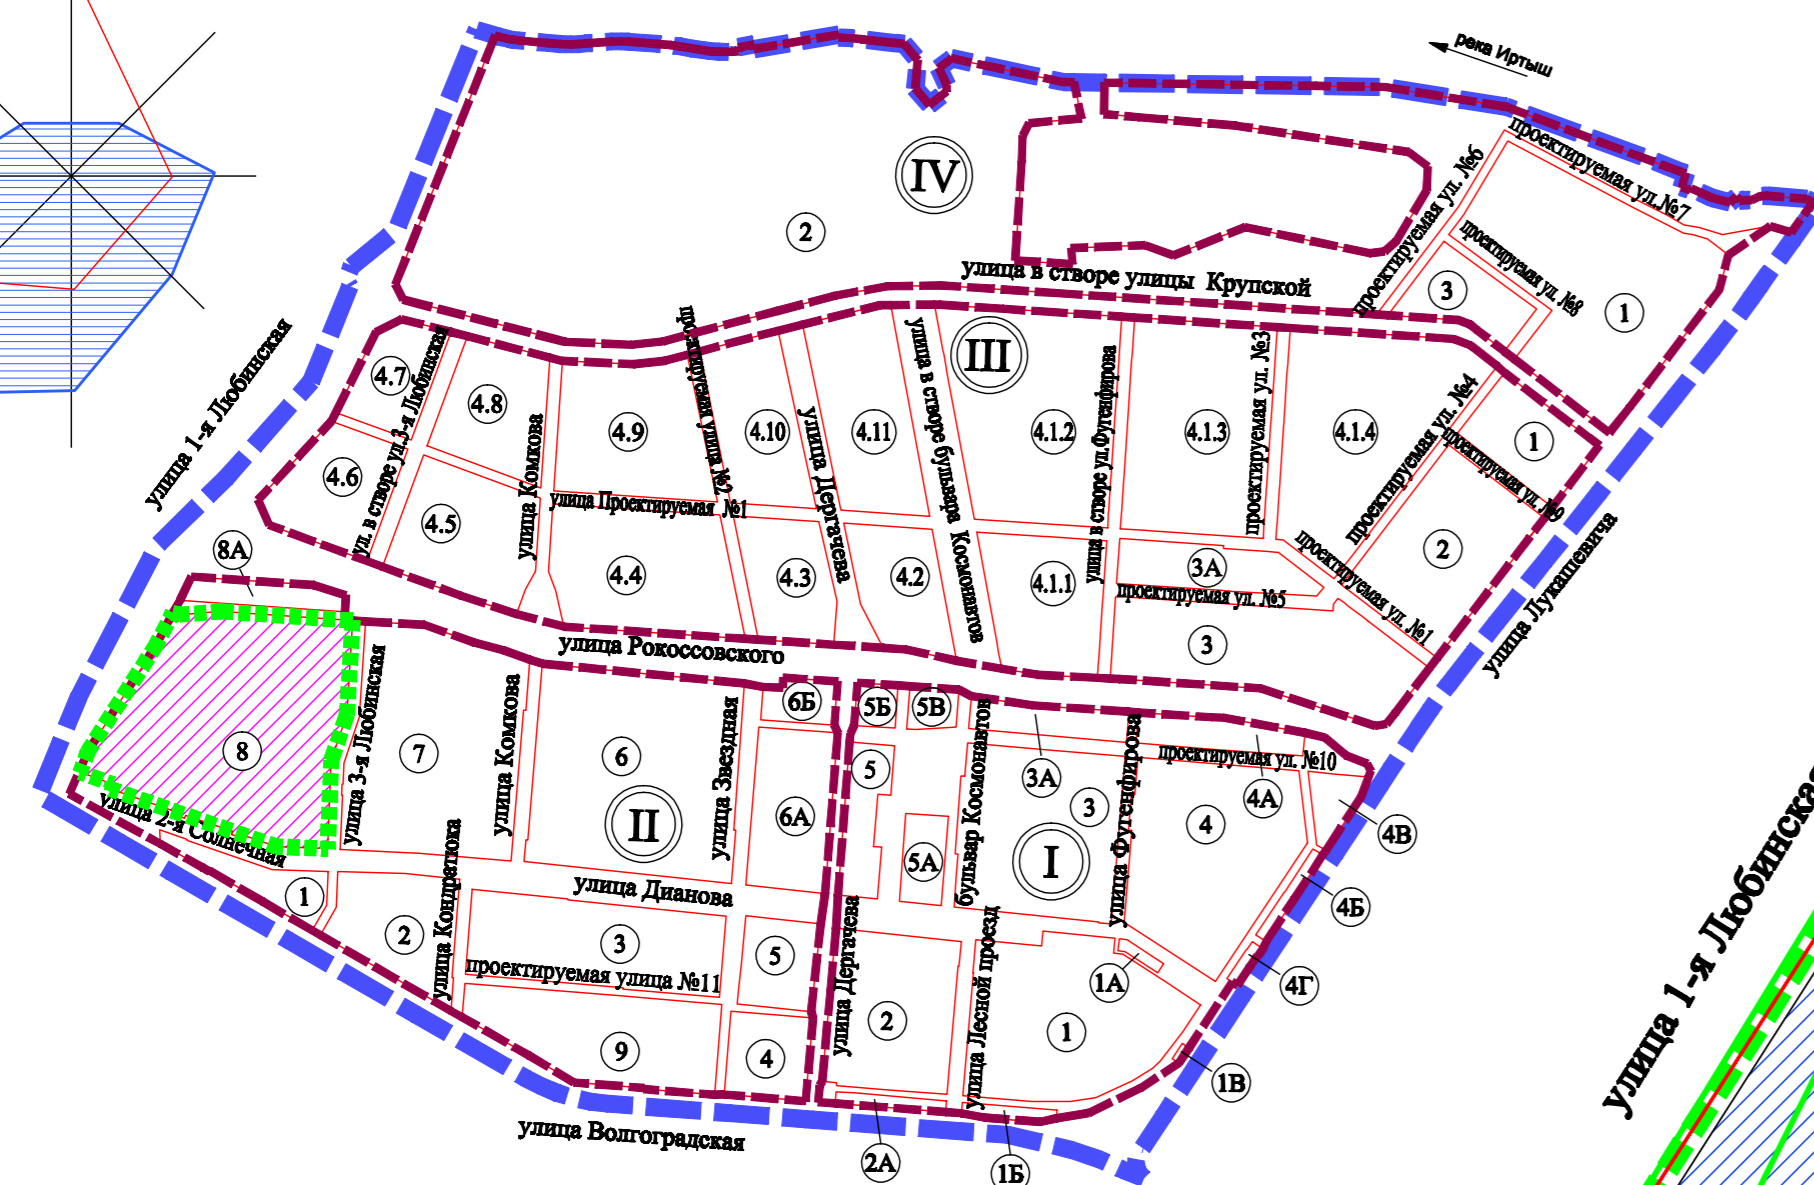 река Иртыш
проектируемая ул.№7
проектируемая ул. №6
IV
2
улица в створе улицы Крупской
проектируемая ул. №8
3
1
улица 1-я Любинская
4.7
ул. в створе ул.3-я Любинская
4.8
улица Комкова
4.9
проектируемая улица №2
4.10
улица Дергачева
4.11
улица в створе бульвара Космонавтов
III
4.1.2
улица в створе ул.Фугенфирова
4.1.3
проектируемая ул. №3
4.1.4
проектируемая ул. №4
1
проектируемая ул. №9
4.6
4.5
улица Проектируемая №1
2
улица Лукашевича
8А
4.4
4.3
4.2
4.1.1
3А
проектируемая ул. №5
проектируемая ул. №1
3
улица Рокоссовского
8
улица 3-я Любинская
7
улица Комкова
6
улица Звездная
6Б
5Б
5В
бульвар Космонавтов
3А
улица Фугенфирова
проектируемая ул. №10
4А
5
3
4
4В
6А
II
5А
I
улица 2-я Солнечная
улица Дианова
4Б
1
2
улица Кондратюка
3
проектируемая улица №11
5
улица Дергачева
2
улица Лесной проезд
1А
4Г
1
9
4
1В
улица Волгоградская
2А
1Б
улица 1-я Любинская